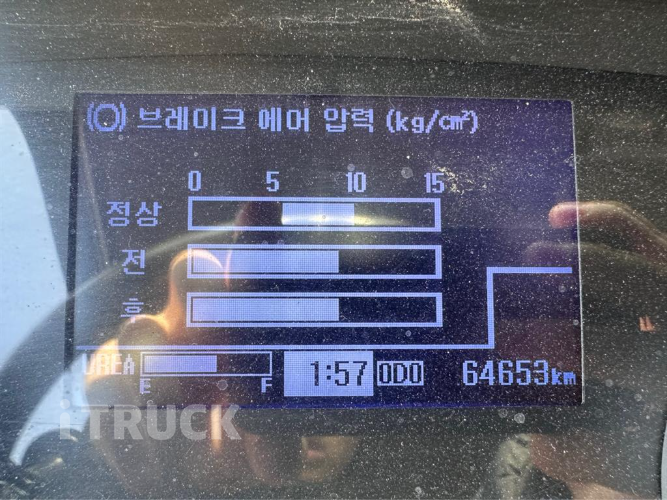 브레이크 에어 압력 (kg/cm²)
0 5 10 15
정상
전
후
UREA E F 1:57 ODO 64653km
iTRUCK